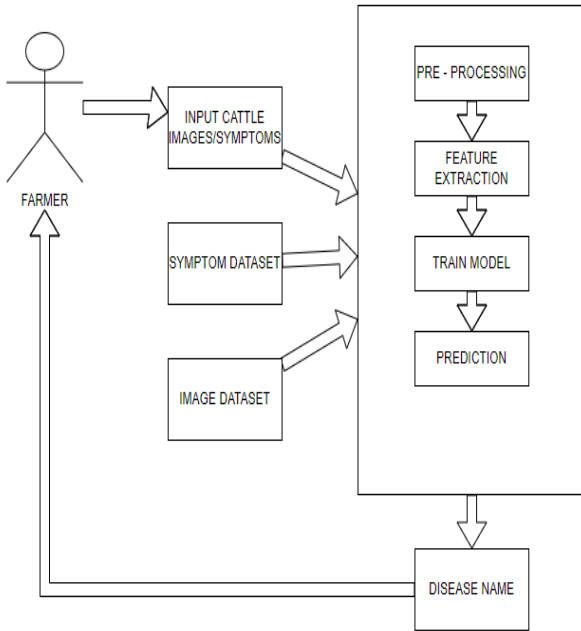 FARMER
INPUT CATTLE
IMAGES/SYMPTOMS
SYMPTOM DATASET
IMAGE DATASET
PRE - PROCESSING
FEATURE
EXTRACTION
TRAIN MODEL
PREDICTION
DISEASE NAME